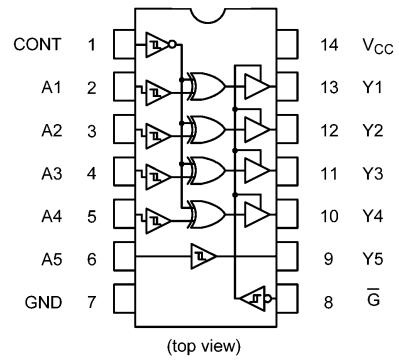 CONT 1 14 VCC
A1 2 13 Y1
A2 3 12 Y2
A3 4 11 Y3
A4 5 10 Y4
A5 6 9 Y5
GND 7 8 G̅
(top view)